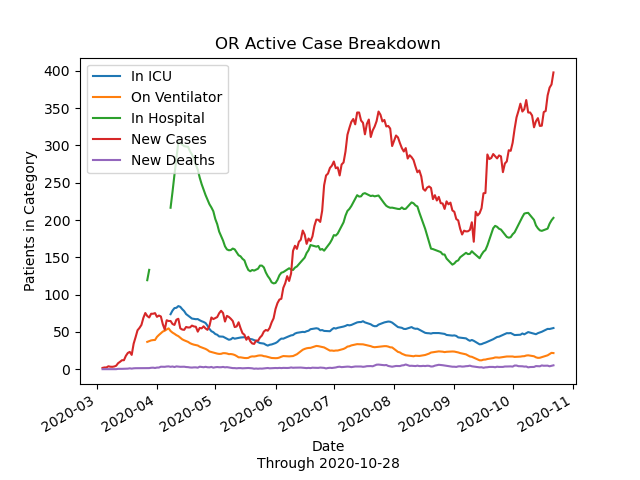 OR Active Case Breakdown
In ICU
On Ventilator
In Hospital
New Cases
New Deaths
Patients in Category
400
350
300
250
200
150
100
50
0
2020-03
2020-04
2020-05
2020-06
2020-07
2020-08
2020-09
2020-10
2020-11
Date
Through 2020-10-28